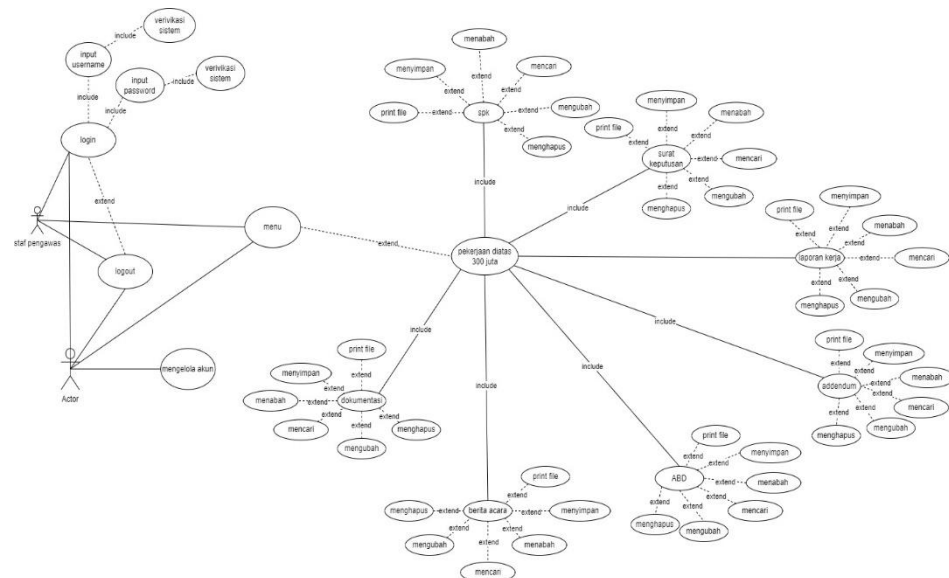 verivikasi
sistem
include
input
username
input
password
include
verivikasi
sistem
include
include
login
extend
staf pengawas
logout
menu
extend
Actor
mengelola akun
pekerjaan diatas
300 juta
include
spk
menabah
extend
menyimpan
extend
mencari
extend
print file
extend
mengubah
extend
menghapus
extend
include
surat
keputusan
menyimpan
extend
print file
extend
menabah
extend
mencari
extend
mengubah
extend
menghapus
extend
laporan kerja
print file
extend
menyimpan
extend
menabah
extend
mencari
extend
mengubah
extend
menghapus
extend
include
addendum
print file
extend
menyimpan
extend
menabah
extend
mencari
extend
mengubah
extend
menghapus
extend
include
ABD
print file
extend
menyimpan
extend
menabah
extend
mencari
extend
mengubah
extend
menghapus
extend
include
berita acara
print file
extend
menyimpan
extend
menabah
extend
mencari
extend
mengubah
extend
menghapus
extend
include
dokumentasi
print file
extend
menyimpan
extend
menabah
extend
mencari
extend
mengubah
extend
menghapus
extend